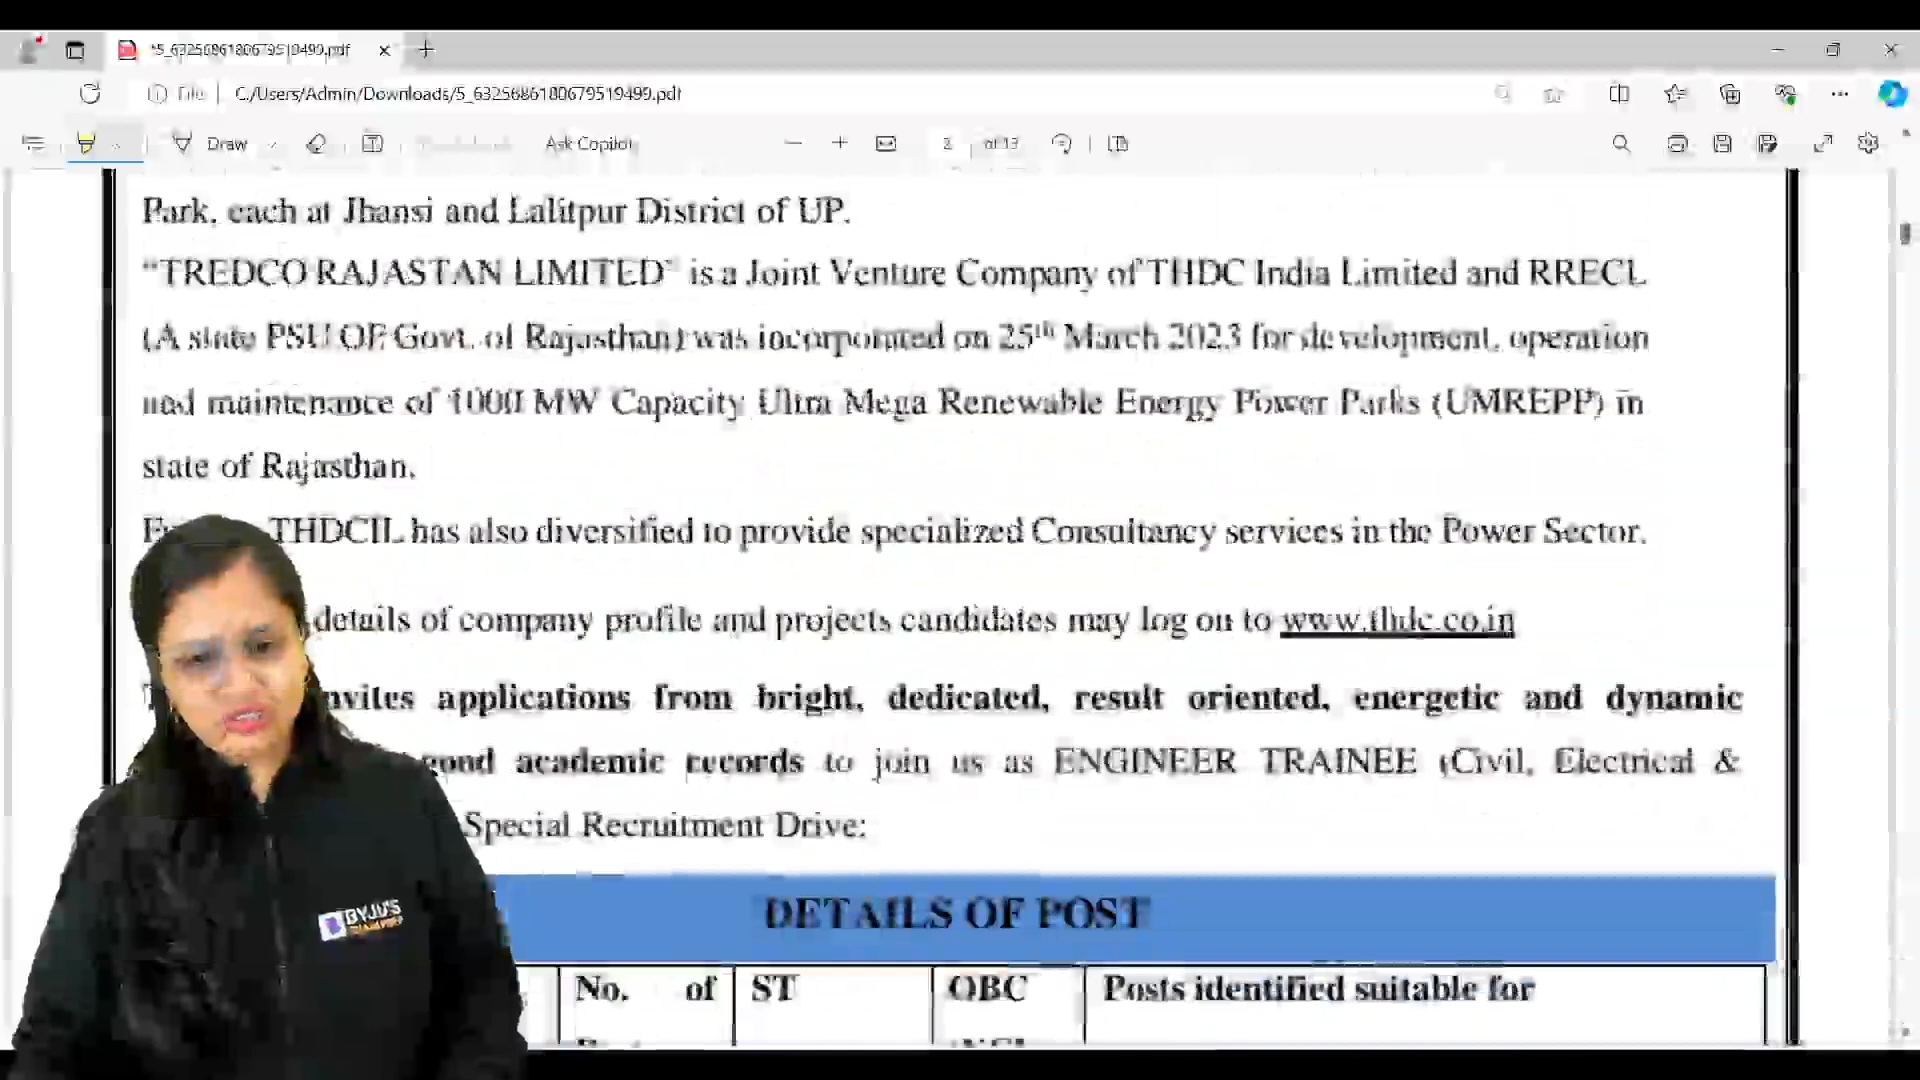 5_6325686180679519499.pdf
File C:/Users/Admin/Downloads/5_6325686180679519499.pdf
Draw Ask Copilot of 13
Park, each at Jhansi and Lalitpur District of UP.
"TREDCO RAJASTAN LIMITED" is a Joint Venture Company of THDC India Limited and RRECL
(A state PSU OF Govt. of Rajasthan) was incorporated on 25th March 2023 for development, operation
and maintenance of 1000 MW Capacity Ultra Mega Renewable Energy Power Parks (UMREPP) in
state of Rajasthan.
THDCIL has also diversified to provide specialized Consultancy services in the Power Sector.
details of company profile and projects candidates may log on to www.thdc.co.in
nvites applications from bright, dedicated, result oriented, energetic and dynamic
good academic records to join us as ENGINEER TRAINEE (Civil, Electrical &
Special Recruitment Drive:
DETAILS OF POST
No. of ST OBC Posts identified suitable for
BYJU'S